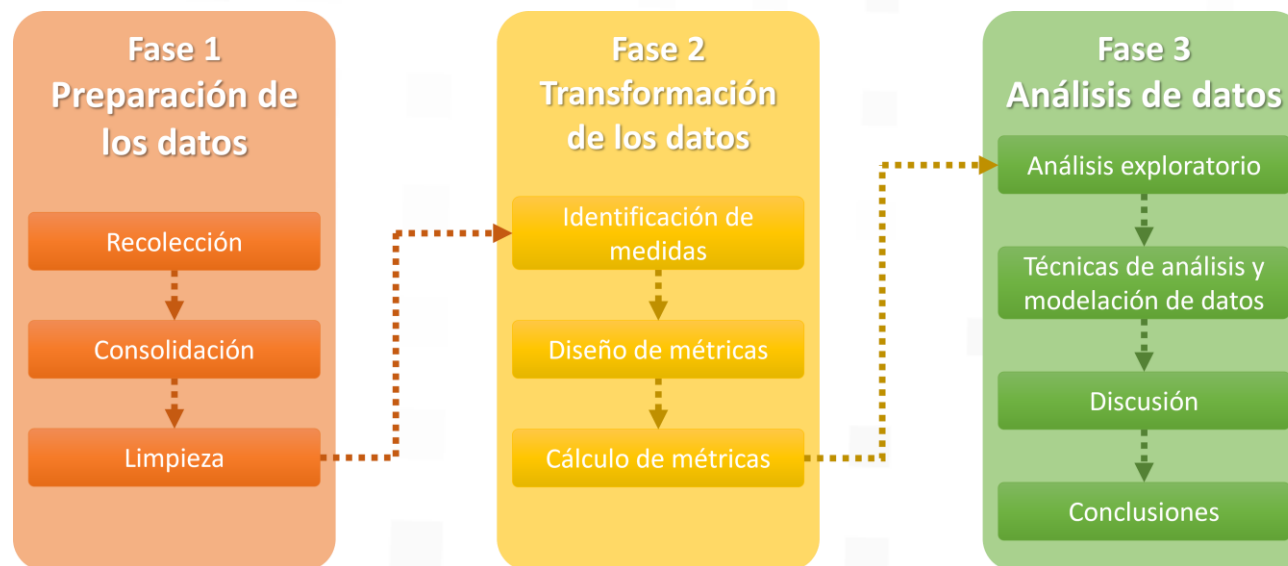 Fase 1
Preparación de
los datos
Recolección
Consolidación
Limpieza
Fase 2
Transformación
de los datos
Identificación de
medidas
Diseño de métricas
Cálculo de métricas
Fase 3
Análisis de datos
Análisis exploratorio
Técnicas de análisis y
modelación de datos
Discusión
Conclusiones